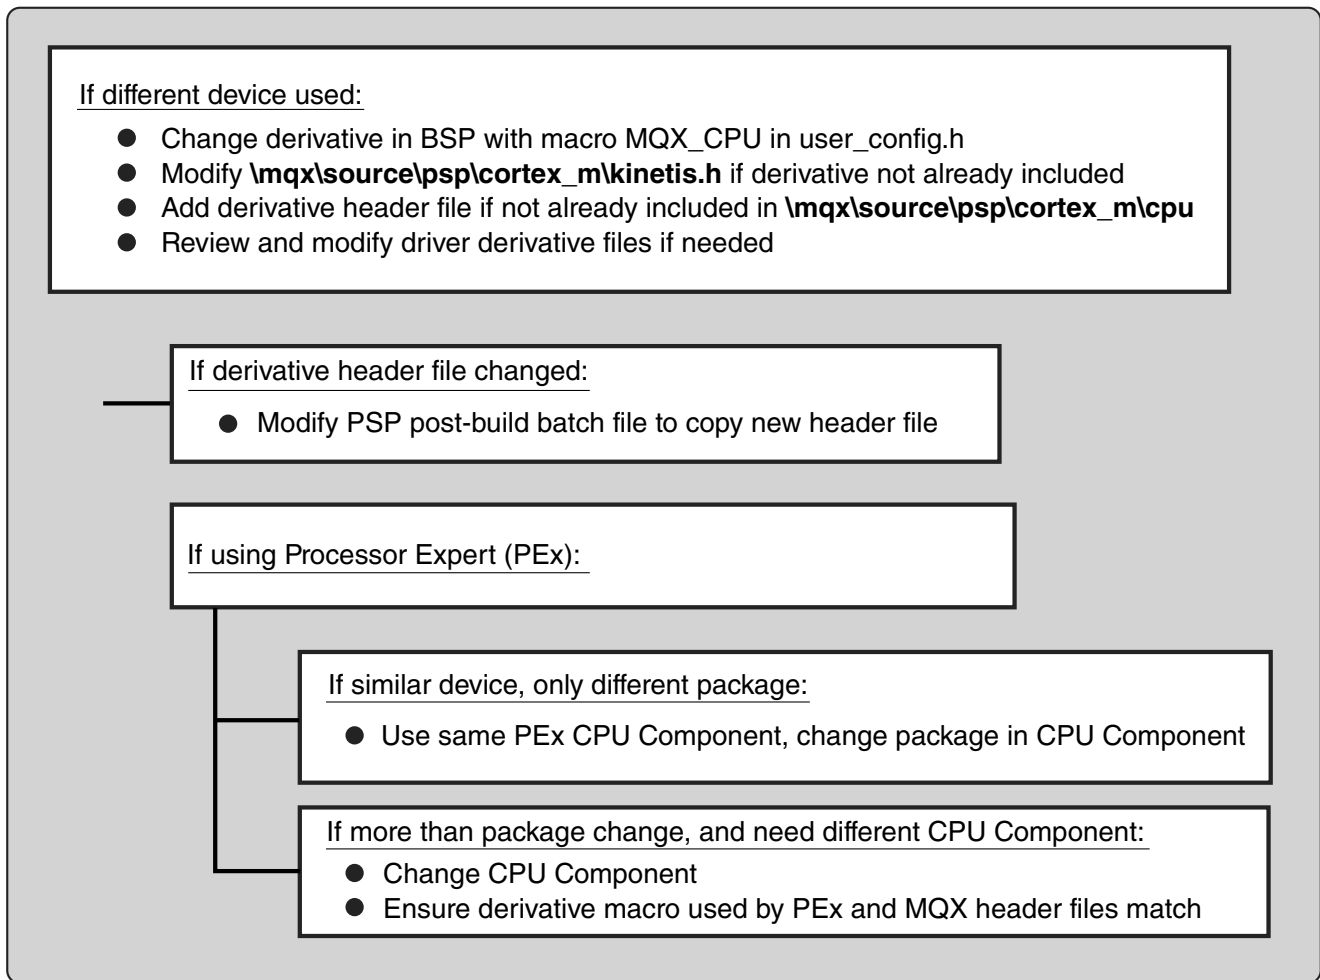 If different device used:
● Change derivative in BSP with macro MQX_CPU in user_config.h
● Modify \mqx\source\psp\cortex_m\kinetis.h if derivative not already included
● Add derivative header file if not already included in \mqx\source\psp\cortex_m\cpu
● Review and modify driver derivative files if needed
If derivative header file changed:
● Modify PSP post-build batch file to copy new header file
If using Processor Expert (PEx):
If similar device, only different package:
● Use same PEx CPU Component, change package in CPU Component
If more than package change, and need different CPU Component:
● Change CPU Component
● Ensure derivative macro used by PEx and MQX header files match